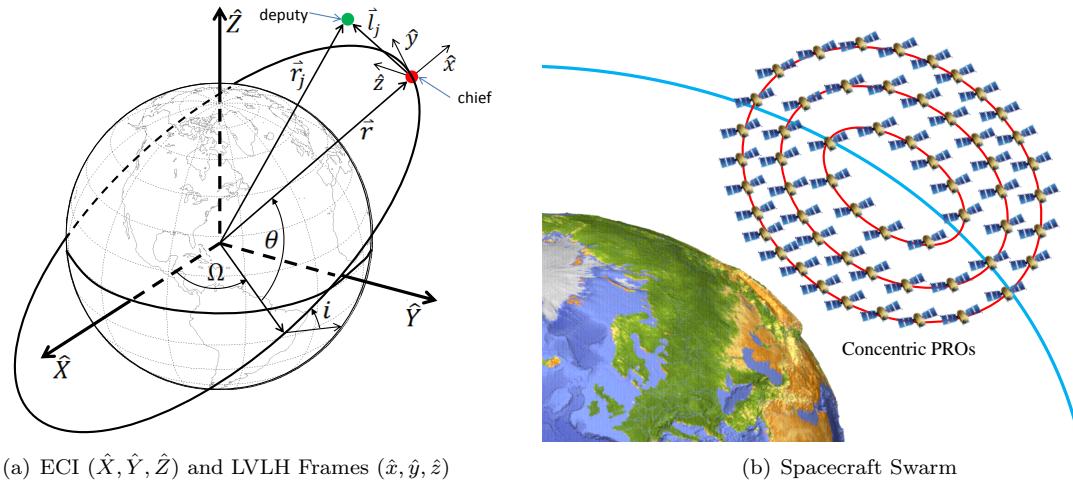 Ẑ
deputy
l⃗_j
ŷ
x̂
ẑ
r⃗_j
chief
r⃗
θ
Ω
i
X̂
Ŷ
Concentric PROs
(a) ECI (X̂, Ŷ, Ẑ) and LVLH Frames (x̂, ŷ, ẑ)
(b) Spacecraft Swarm